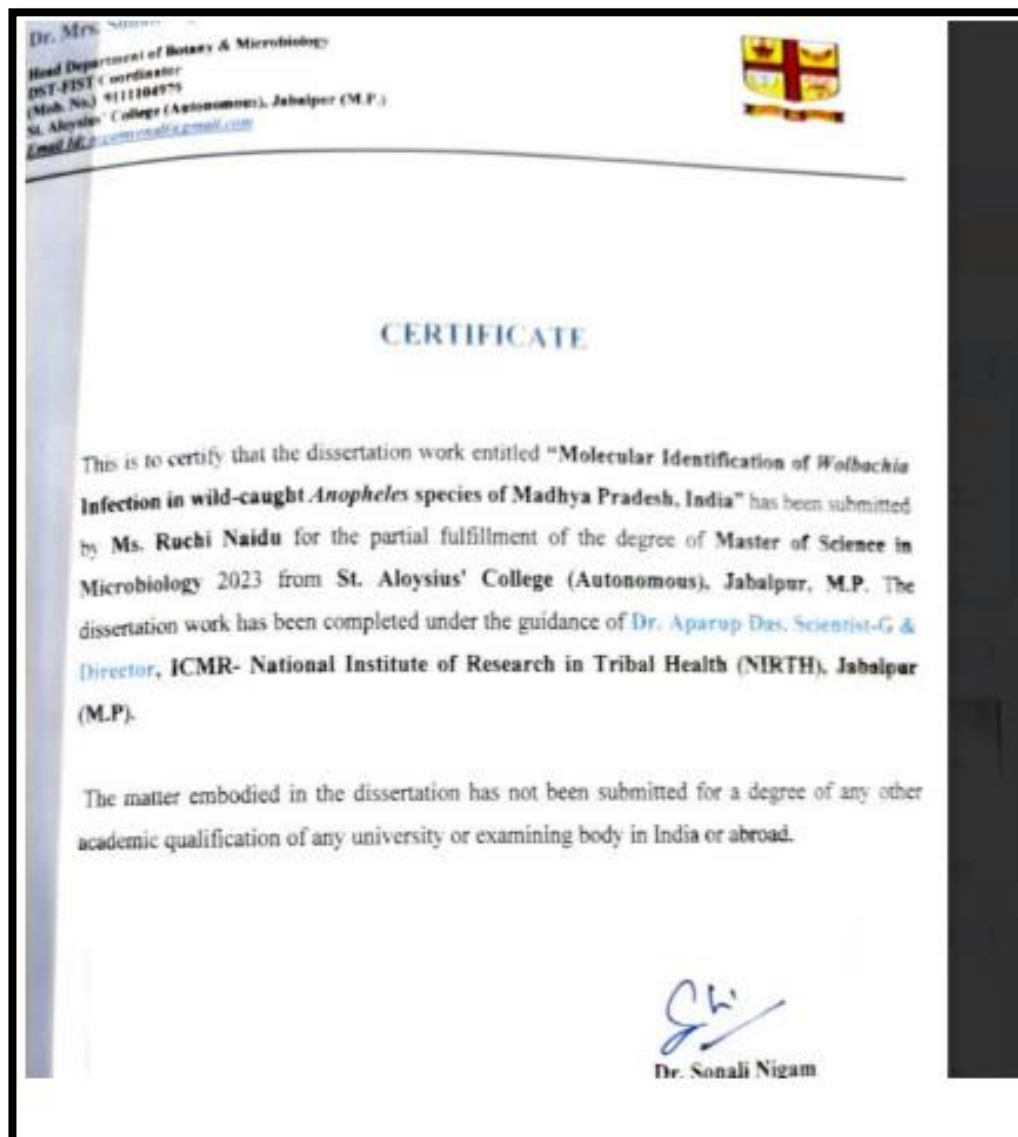 Dr. Mrs.
Head Department of Botany & Microbiology
DST-FIST Coordinator
(Mob. No.) 9111104975
St. Aloysius' College (Autonomous), Jabalpur (M.P.)
Email Id:
CERTIFICATE
This is to certify that the dissertation work entitled “Molecular Identification of Wolbachia
Infection in wild-caught Anopheles species of Madhya Pradesh, India” has been submitted
by Ms. Ruchi Naidu for the partial fulfillment of the degree of Master of Science in
Microbiology 2023 from St. Aloysius' College (Autonomous), Jabalpur, M.P. The
dissertation work has been completed under the guidance of Dr. Aparup Das, Scientist-G &
Director, ICMR- National Institute of Research in Tribal Health (NIRTH), Jabalpur
(M.P).
The matter embodied in the dissertation has not been submitted for a degree of any other
academic qualification of any university or examining body in India or abroad.
Dr. Sonali Nigam